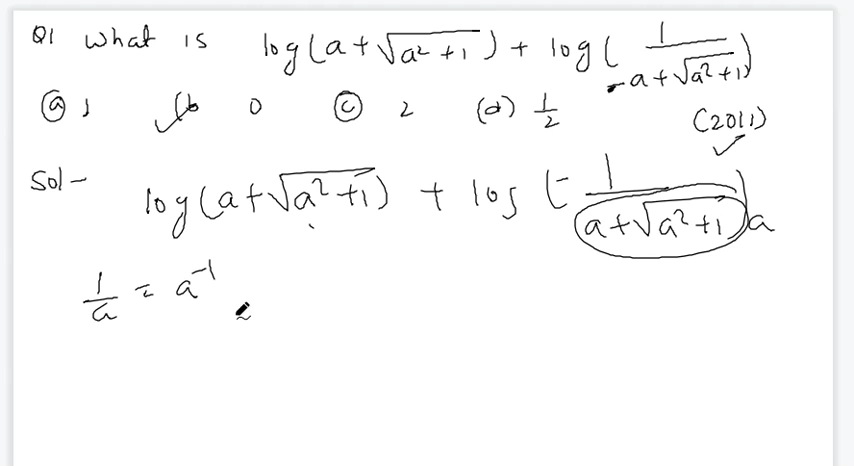 Q1 What is log(a+√(a²+1)) + log(1/(a+√(a²+1)))
(a) 1 (b 0 (c) 2 (d) 1/2
(2011)
Sol- log(a+√(a²+1)) + log(1/(a+√(a²+1))) a
1/a = a⁻¹